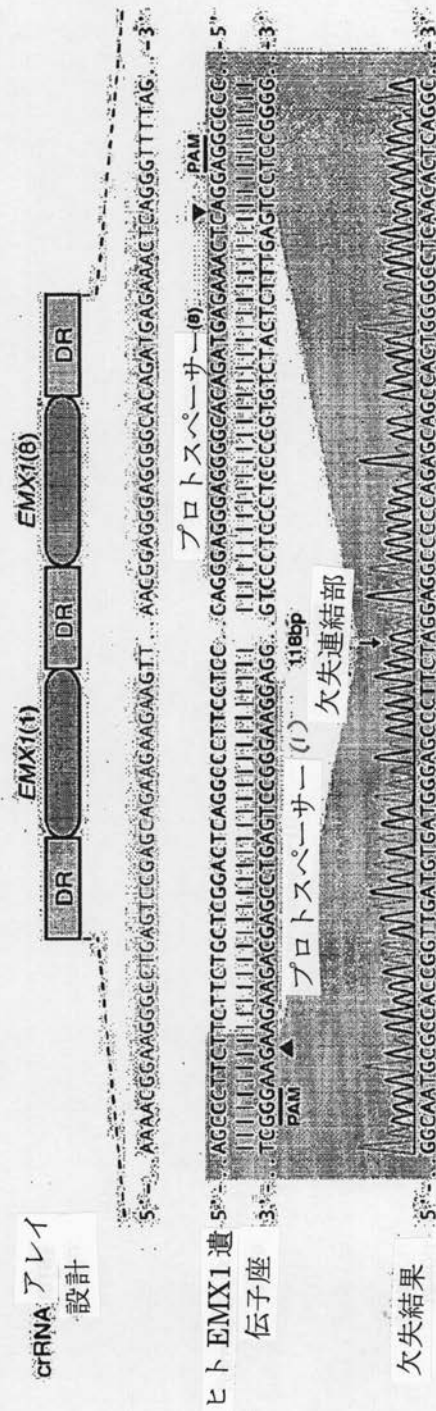 crRNA アレイ
設計
EMX1(1)
EMX1(8)
DR
DR
DR
5'-...AAAACGGAAGGGCCTGAGTCCGAGCAGAAGAAGAAGTT...AACGGAGGGAGGGGCACAGATGAGAAACTCAGGGTTTTAG...-3'
プロトスペーサー(8)
PAM
ヒト EMX1 遺
伝子座
5'-...AGCCCTTCTTCTTCTGCTCGGACTCAGGCCCTTCCTCC...CAGGGAGGGAGGGGCACAGATGAGAAACTCAGGAGGCCCCC...-5'
3'-...TCGGGAAGAAGAAGACGAGCCTGAGTCCGGGAAGGAGG...GTCCCTCCCTCCCCGTGTCTACTCTTTGAGTCCTCCGGGG...-3'
PAM
プロトスペーサー(1)
118bp
欠失連結部
欠失結果
5'-...GGCAATGCGCCACCGGTTGATGTGATGGGAGCCCTTCTAGGAGGCCCCCAGAGCAGCCACTGGGGCCTCAACACTCAGGC...-3'